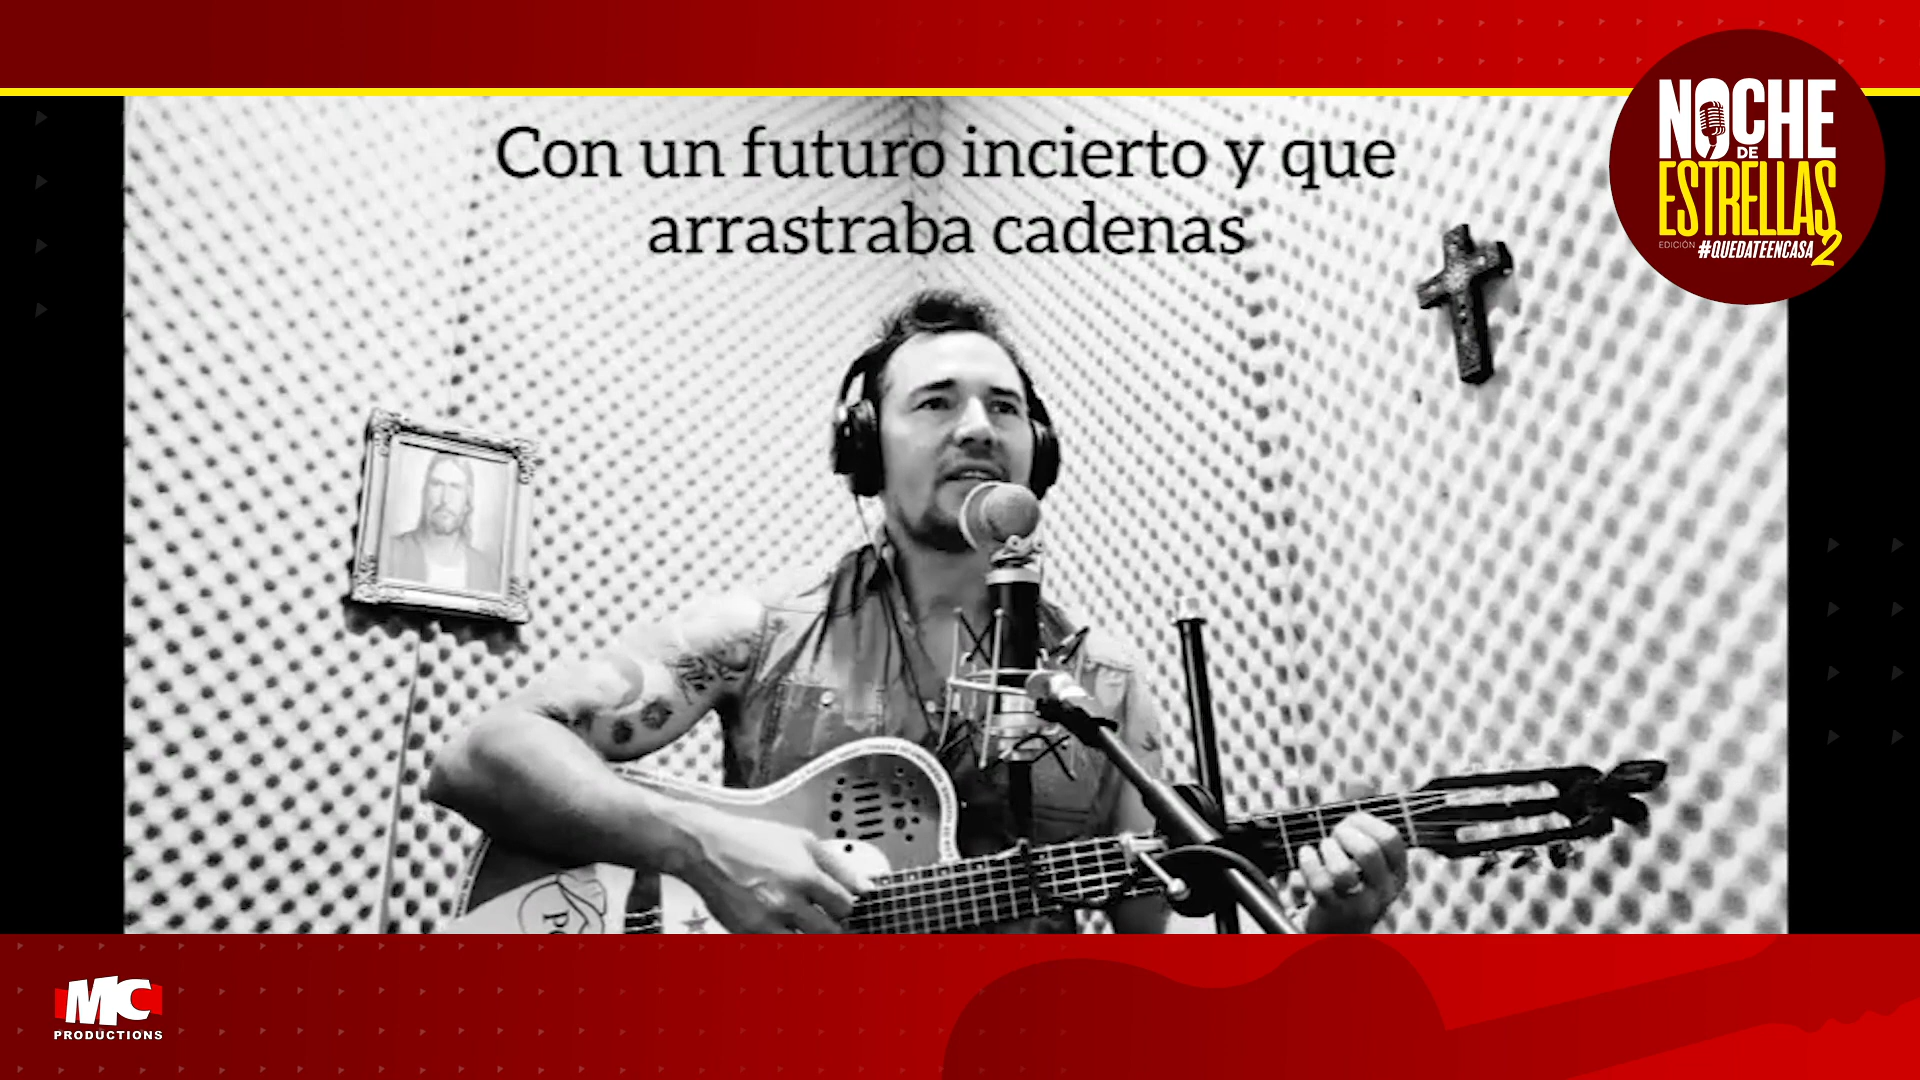 Con un futuro incierto y que
arrastraba cadenas
NOCHE
DE
ESTRELLAS
EDICIÓN #QUEDATEENCASA 2
MC
PRODUCTIONS